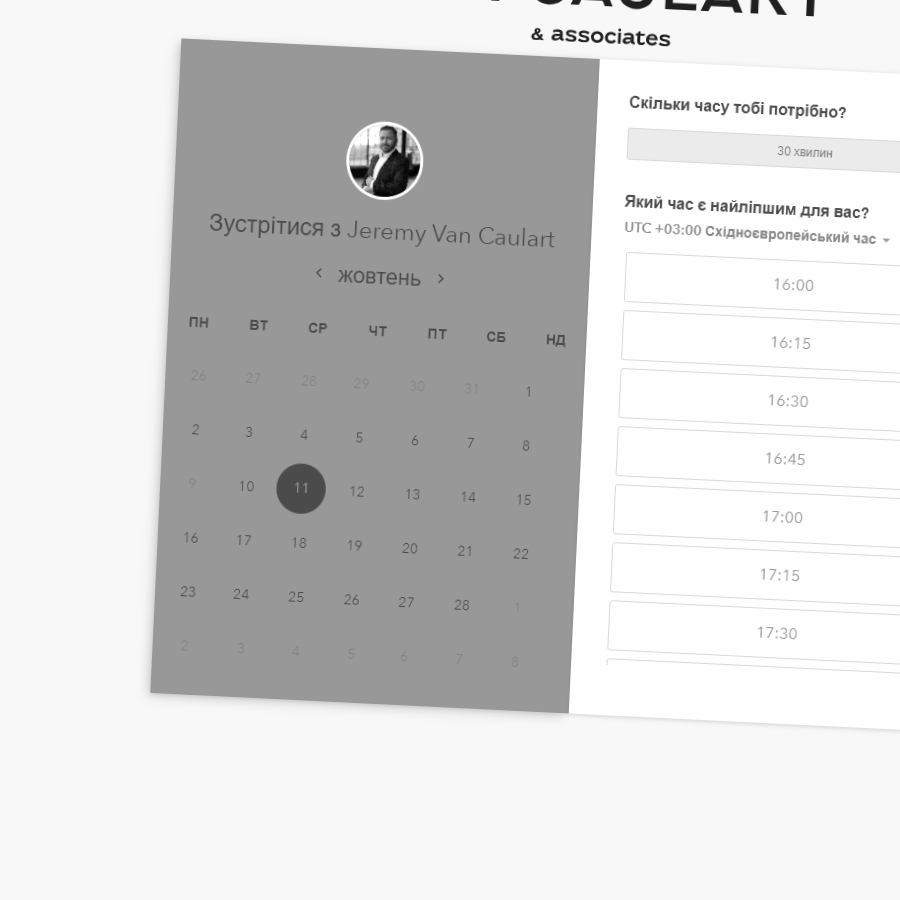 CAULART
& associates
Зустрітися з Jeremy Van Caulart
жовтень
ПН ВТ СР ЧТ ПТ СБ НД
26 27 28 29 30 31 1
2 3 4 5 6 7 8
9 10 11 12 13 14 15
16 17 18 19 20 21 22
23 24 25 26 27 28 1
2 3 4 5 6 7 8
Скільки часу тобі потрібно?
30 хвилин
Який час є найліпшим для вас?
UTC +03:00 Східноєвропейський час
16:00
16:15
16:30
16:45
17:00
17:15
17:30